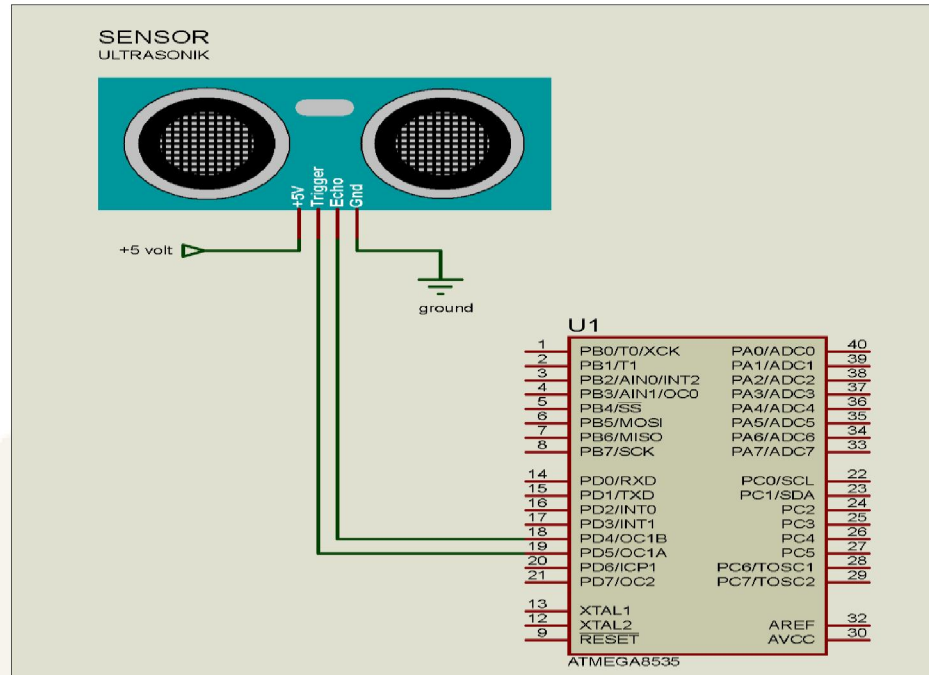 SENSOR
ULTRASONIK
+5V
Trigger
Echo
Gnd
+5 volt
ground
U1
1 PB0/T0/XCK PA0/ADC0 40
2 PB1/T1 PA1/ADC1 39
3 PB2/AIN0/INT2 PA2/ADC2 38
4 PB3/AIN1/OC0 PA3/ADC3 37
5 PB4/SS PA4/ADC4 36
6 PB5/MOSI PA5/ADC5 35
7 PB6/MISO PA6/ADC6 34
8 PB7/SCK PA7/ADC7 33
14 PD0/RXD PC0/SCL 22
15 PD1/TXD PC1/SDA 23
16 PD2/INT0 PC2 24
17 PD3/INT1 PC3 25
18 PD4/OC1B PC4 26
19 PD5/OC1A PC5 27
20 PD6/ICP1 PC6/TOSC1 28
21 PD7/OC2 PC7/TOSC2 29
13 XTAL1
12 XTAL2 AREF 32
9 RESET AVCC 30
ATMEGA8535